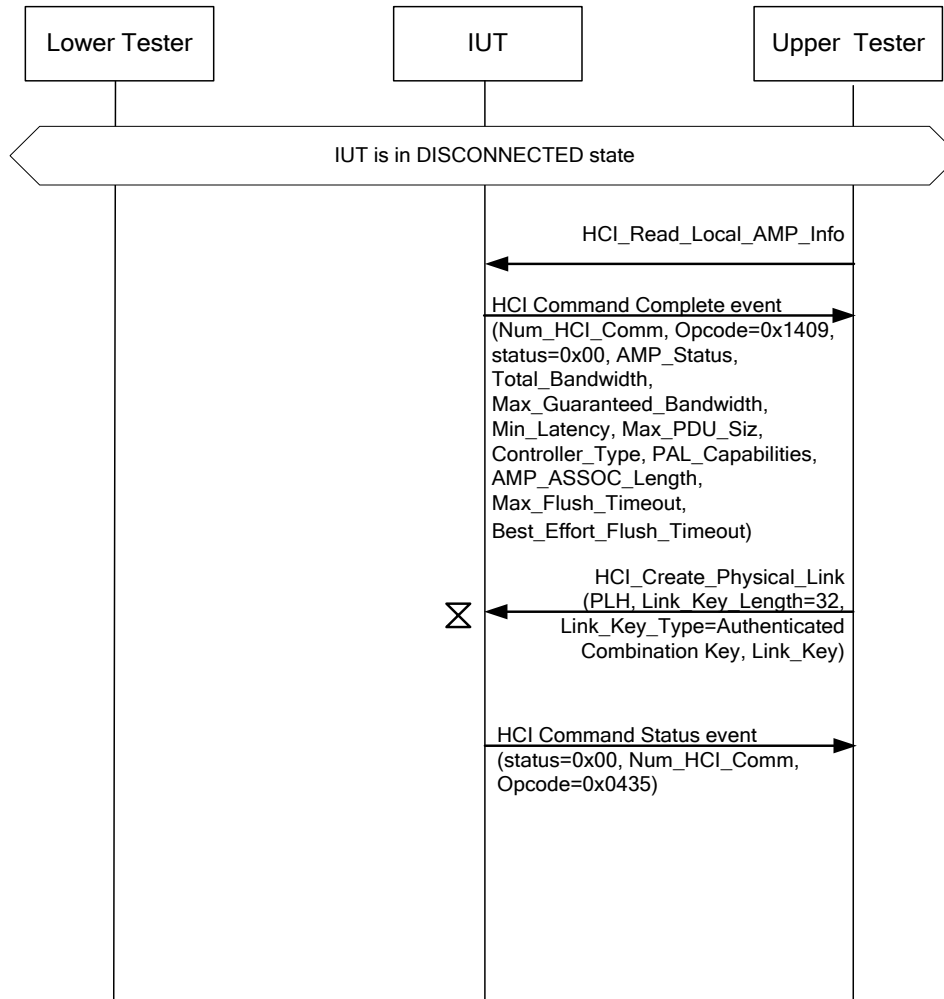 Lower Tester
IUT
Upper Tester
IUT is in DISCONNECTED state
HCI_Read_Local_AMP_Info
HCI Command Complete event
(Num_HCI_Comm, Opcode=0x1409,
status=0x00, AMP_Status,
Total_Bandwidth,
Max_Guaranteed_Bandwidth,
Min_Latency, Max_PDU_Siz,
Controller_Type, PAL_Capabilities,
AMP_ASSOC_Length,
Max_Flush_Timeout,
Best_Effort_Flush_Timeout)
HCI_Create_Physical_Link
(PLH, Link_Key_Length=32,
Link_Key_Type=Authenticated
Combination Key, Link_Key)
HCI Command Status event
(status=0x00, Num_HCI_Comm,
Opcode=0x0435)